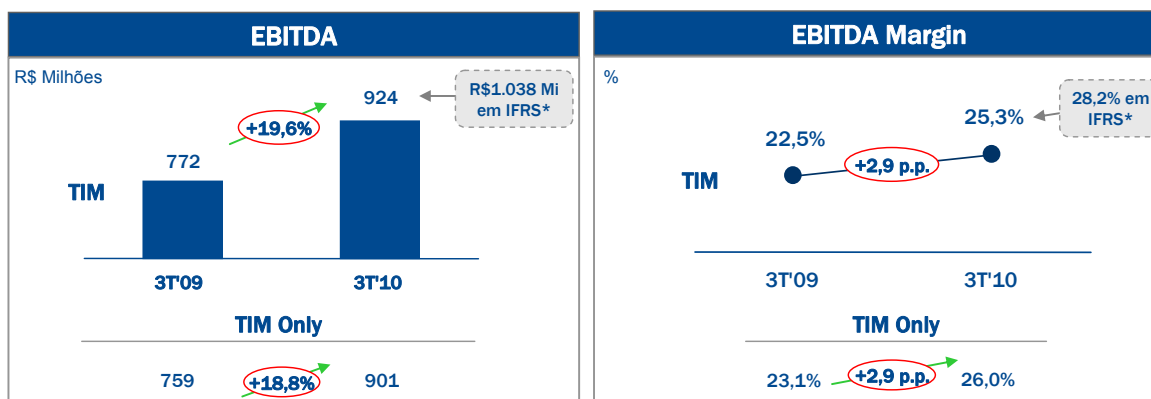 EBITDA
R$ Milhões
924
R$1.038 Mi
em IFRS*
+19,6%
772
TIM
3T'09
3T'10
TIM Only
759
+18,8%
901
EBITDA Margin
%
28,2% em
IFRS*
25,3%
22,5%
+2,9 p.p.
TIM
3T'09
3T'10
TIM Only
23,1%
+2,9 p.p.
26,0%